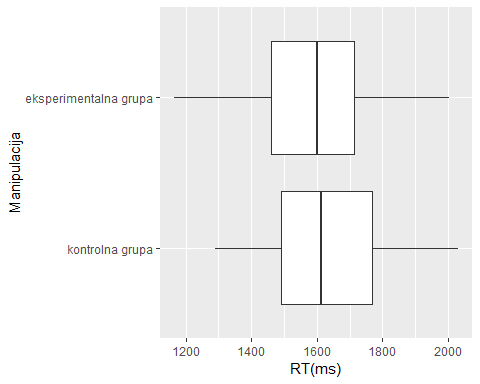 Manipulacija
eksperimentalna grupa
kontrolna grupa
1200 1400 1600 1800 2000
RT(ms)